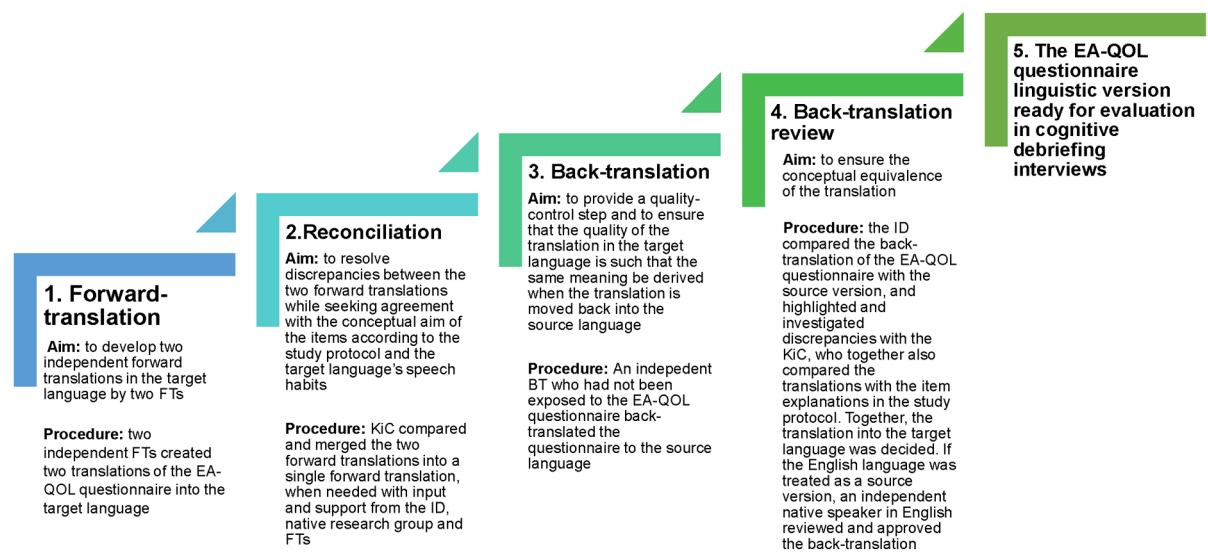 1. Forward-
translation
Aim: to develop two
independent forward
translations in the target
language by two FTs
Procedure: two
independent FTs created
two translations of the EA-
QOL questionnaire into the
target language
2.Reconciliation
Aim: to resolve
discrepancies between the
two forward translations
while seeking agreement
with the conceptual aim of
the items according to the
study protocol and the
target language's speech
habits
Procedure: KiC compared
and merged the two
forward translations into a
single forward translation,
when needed with input
and support from the ID,
native research group and
FTs
3. Back-translation
Aim: to provide a quality-
control step and to ensure
that the quality of the
translation in the target
language is such that the
same meaning be derived
when the translation is
moved back into the
source language
Procedure: An indepedent
BT who had not been
exposed to the EA-QOL
questionnaire back-
translated the
questionnaire to the source
language
4. Back-translation
review
Aim: to ensure the
conceptual equivalence
of the translation
Procedure: the ID
compared the back-
translation of the EA-QOL
questionnaire with the
source version, and
highlighted and
investigated
discrepancies with the
KiC, who together also
compared the
translations with the item
explanations in the study
protocol. Together, the
translation into the target
language was decided. If
the English language was
treated as a source
version, an independent
native speaker in English
reviewed and approved
the back-translation
5. The EA-QOL
questionnaire
linguistic version
ready for evaluation
in cognitive
debriefing
interviews